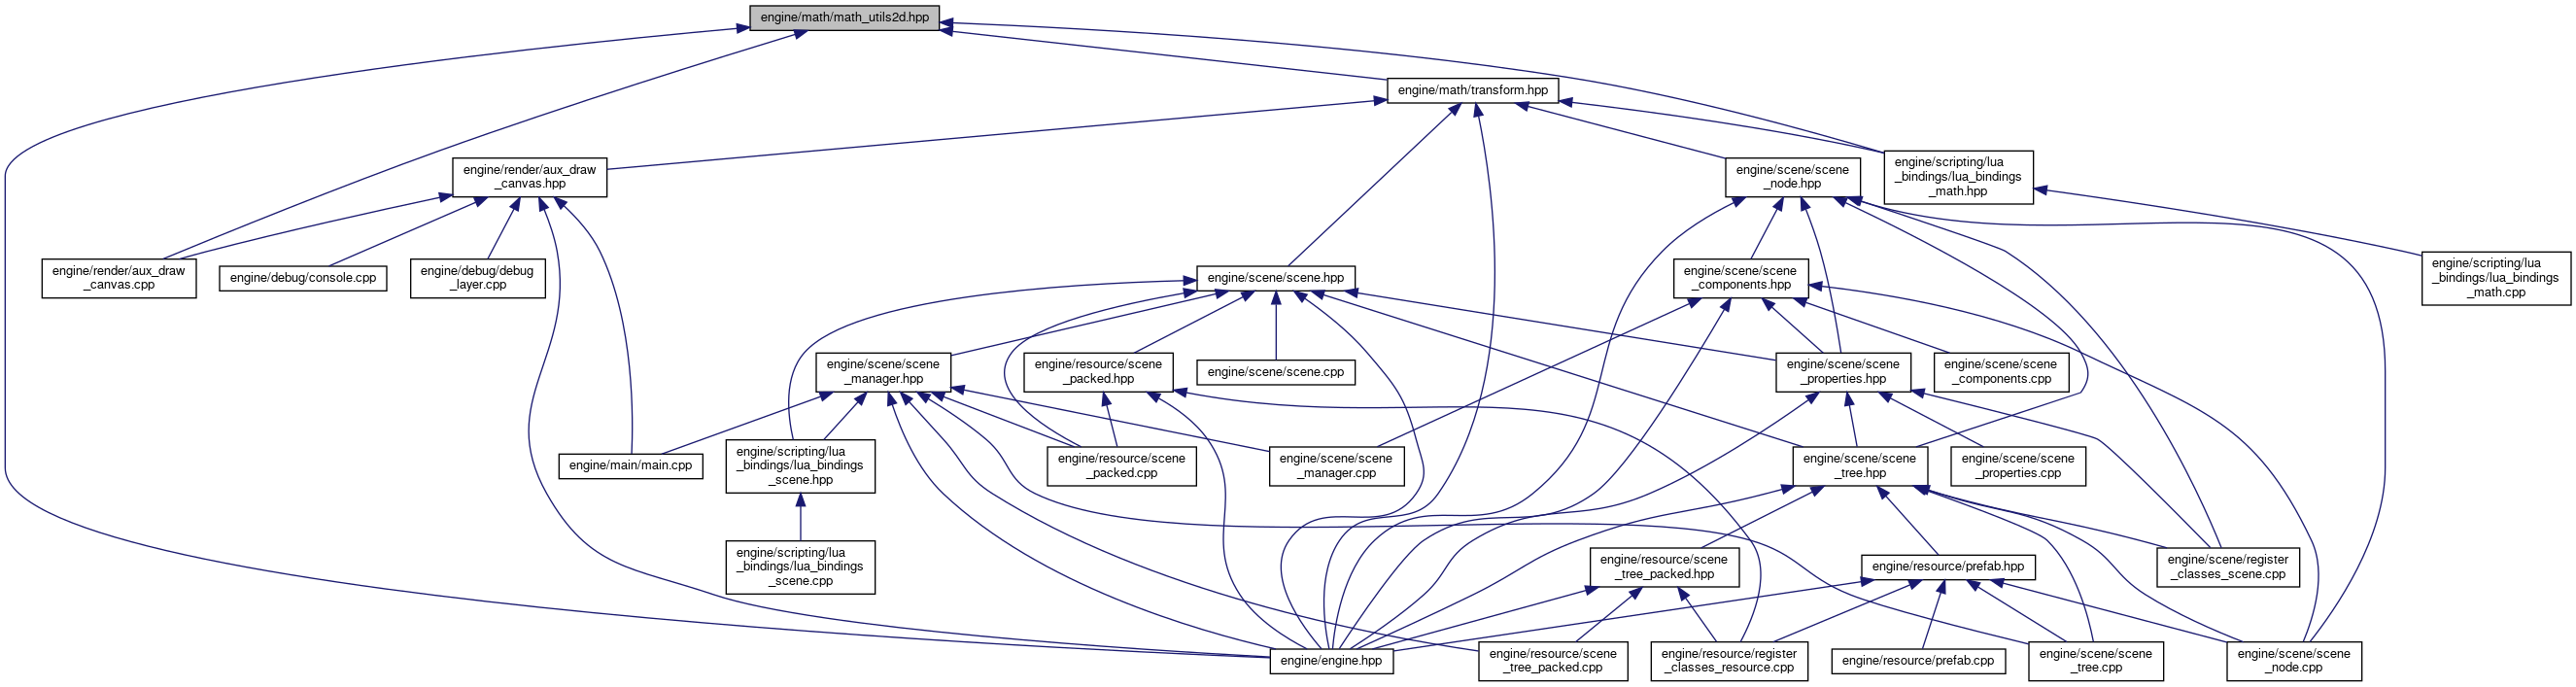 engine/math/math_utils2d.hpp
engine/math/transform.hpp
engine/render/aux_draw
_canvas.hpp
engine/scene/scene
_node.hpp
engine/scripting/lua
_bindings/lua_bindings
_math.hpp
engine/render/aux_draw
_canvas.cpp
engine/debug/console.cpp
engine/debug/debug
_layer.cpp
engine/scene/scene.hpp
engine/scene/scene
_components.hpp
engine/scripting/lua
_bindings/lua_bindings
_math.cpp
engine/scene/scene
_manager.hpp
engine/resource/scene
_packed.hpp
engine/scene/scene.cpp
engine/scene/scene
_properties.hpp
engine/scene/scene
_components.cpp
engine/main/main.cpp
engine/scripting/lua
_bindings/lua_bindings
_scene.hpp
engine/resource/scene
_packed.cpp
engine/scene/scene
_manager.cpp
engine/scene/scene
_tree.hpp
engine/scene/scene
_properties.cpp
engine/scripting/lua
_bindings/lua_bindings
_scene.cpp
engine/resource/scene
_tree_packed.hpp
engine/resource/prefab.hpp
engine/scene/register
_classes_scene.cpp
engine/engine.hpp
engine/resource/scene
_tree_packed.cpp
engine/resource/register
_classes_resource.cpp
engine/resource/prefab.cpp
engine/scene/scene
_tree.cpp
engine/scene/scene
_node.cpp